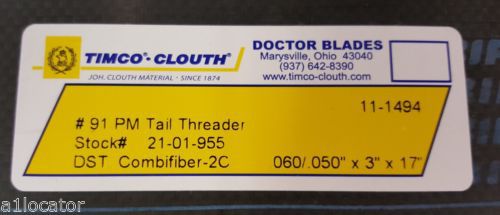 TIMCO®-CLOUTH®
JOH. CLOUTH MATERIAL · SINCE 1874
DOCTOR BLADES
Marysville, Ohio 43040
(937) 642-8390
www.timco-clouth.com
11-1494
# 91 PM Tail Threader
Stock# 21-01-955
DST Combifiber-2C .060/.050" x 3" x 17"
a1locator